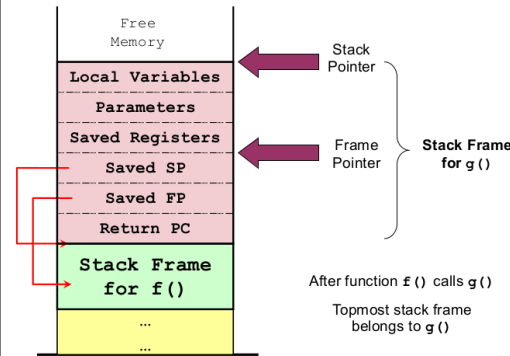 Free
Memory
Local Variables
Parameters
Saved Registers
Saved SP
Saved FP
Return PC
Stack Frame
for f()
…
…
Stack
Pointer
Frame
Pointer
Stack Frame
for g()
After function f() calls g()
Topmost stack frame
belongs to g()